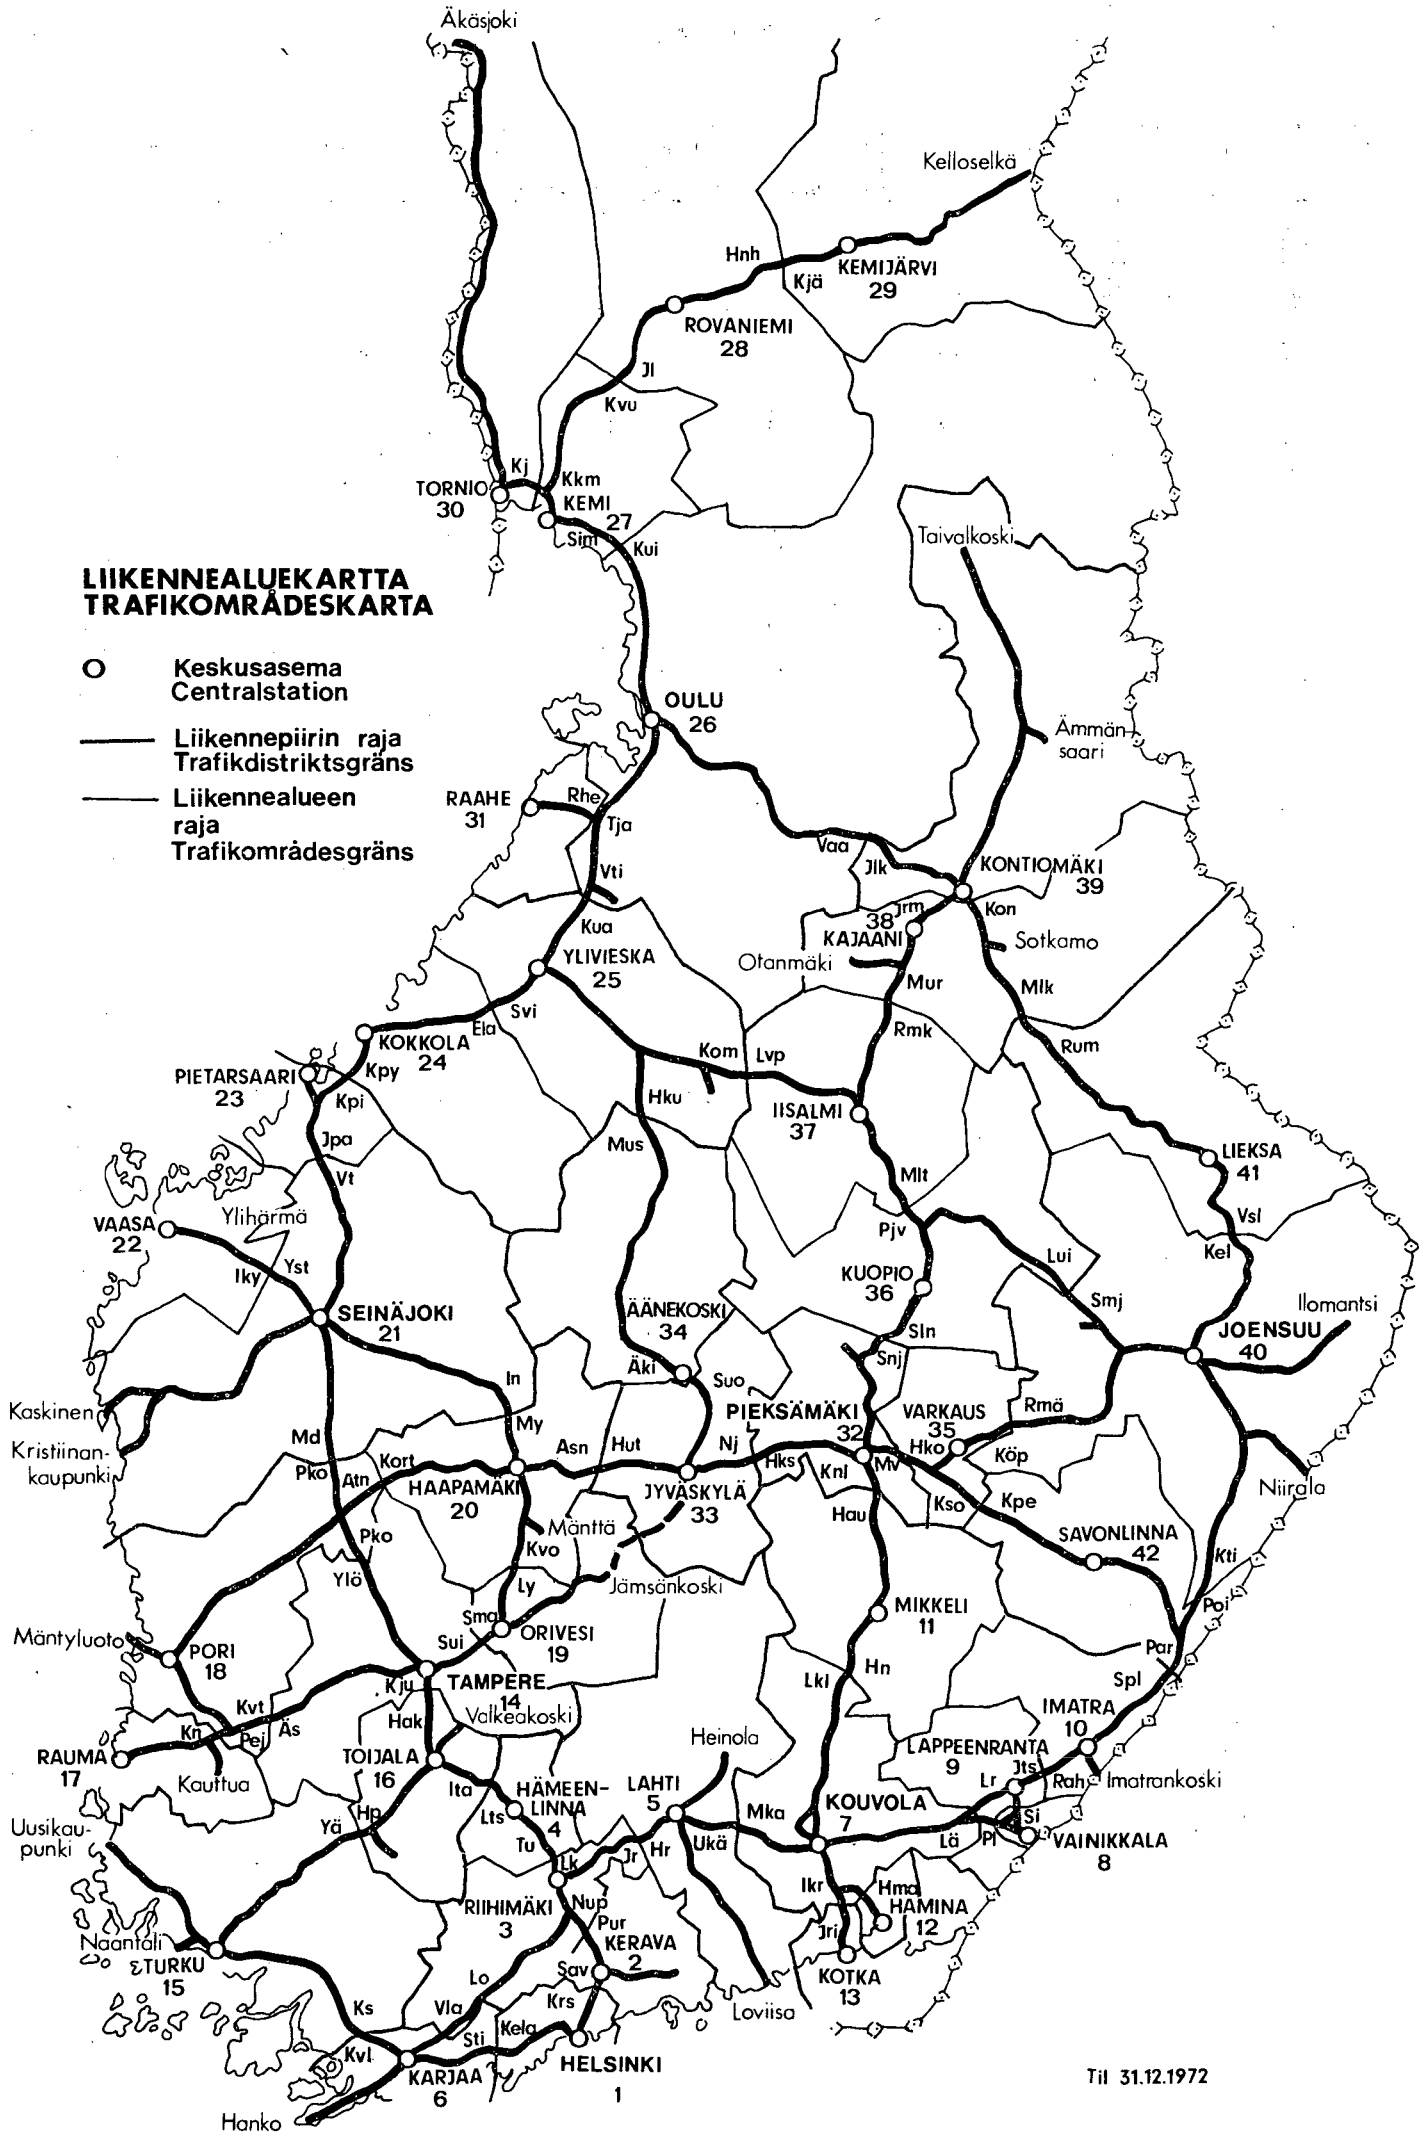 Äkäsjoki
Kelloselkä
Hnh
KEMIJÄRVI
Kjä
29
ROVANIEMI
28
Jl
Kvu
Kj
Kkm
TORNIO
30
KEMI
27
Sim
Kui
Taivalkoski
LIIKENNEALUEKARTTA
TRAFIKOMRÅDESKARTA
Keskusasema
Centralstation
Liikennepiirin raja
Trafikdistriktsgräns
Liikennealueen
raja
Trafikområdesgräns
OULU
26
Ämmän
saari
RAAHE
31
Rhe
Tja
Vaa
Jlk
KONTIOMÄKI
39
Vti
Jrm
Kon
38
KAJAANI
Kua
Sotkamo
Otanmäki
YLIVIESKA
25
Mur
Mlk
Svi
Ela
Rmk
KOKKOLA
24
Kom
Lvp
Rum
PIETARSAARI
23
Kpy
Kpi
Hku
IISALMI
37
Jpa
Mus
Vt
Mlt
LIEKSA
41
VAASA
22
Ylihärmä
Pjv
Vsl
Iky
Yst
Lui
Kel
KUOPIO
36
SEINÄJOKI
21
ÄÄNEKOSKI
34
Smj
Ilomantsi
Sln
JOENSUU
40
Snj
Äki
Suo
In
Kaskinen
My
PIEKSÄMÄKI
32
VARKAUS
35
Rmä
Kristiinan-
kaupunki
Md
Asn
Hut
Nj
Hko
Köp
Pko
Atn
Kort
Hks
Knl
Mv
HAAPAMÄKI
20
JYVÄSKYLÄ
33
Kso
Kpe
Niirala
Hau
Pko
Mänttä
Kvo
SAVONLINNA
42
Kti
Ylö
Ly
Jämsänkoski
Poi
Sma
MIKKELI
11
Mäntyluoto
PORI
18
Sui
ORIVESI
19
Par
Hn
Spl
Kju
TAMPERE
14
Lkl
Kvt
Hak
Valkeakoski
IMATRA
10
Kn
Äs
Pej
Heinola
RAUMA
17
TOIJALA
16
LAPPEENRANTA
9
Jts
Kauttua
Ita
HÄMEEN-
LINNA
4
LAHTI
5
Lr
Rah
Imatrankoski
Uusikau-
punki
Hp
Lts
Mka
KOUVOLA
7
Si
Yä
Tu
Ukä
Lä
Pl
VAINIKKALA
8
Lk
Jr
Hr
Ikr
Hma
RIIHIMÄKI
3
Nup
HAMINA
12
Pur
Jri
Naantali
TURKU
15
KERAVA
2
Sav
KOTKA
13
Lo
Ks
Vla
Krs
Loviisa
Sti
Kela
Kvl
KARJAA
6
HELSINKI
1
Til 31.12.1972
Hanko